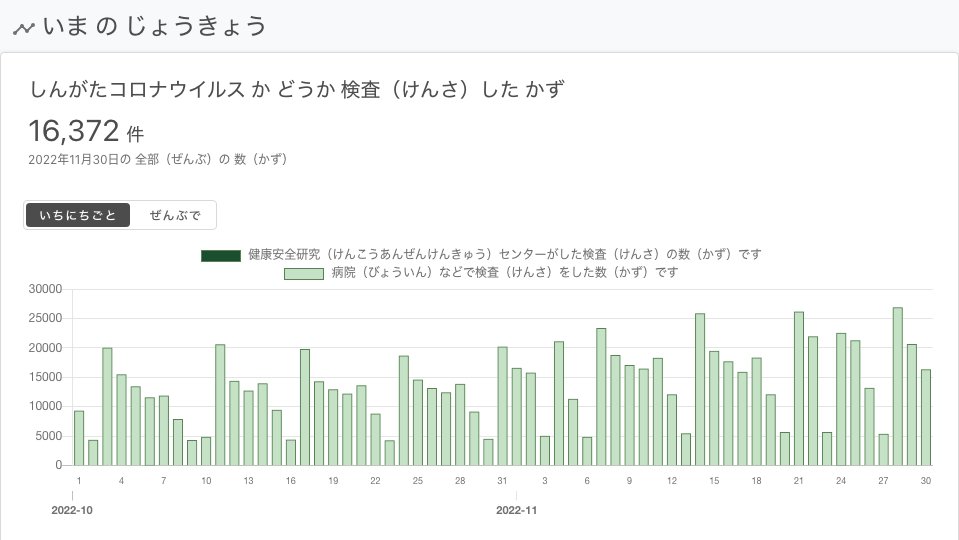 いま の じょうきょう
しんがたコロナウイルス か どうか 検査（けんさ）した かず
16,372 件
2022年11月30日の 全部（ぜんぶ）の 数（かず）
いちにちごと ぜんぶで
健康安全研究（けんこうあんぜんけんきゅう）センターがした検査（けんさ）の数（かず）です
病院（びょういん）などで検査（けんさ）をした数（かず）です
30000
25000
20000
15000
10000
5000
0
1 4 7 10 13 16 19 22 25 28 31 3 6 9 12 15 18 21 24 27 30
2022-10 2022-11